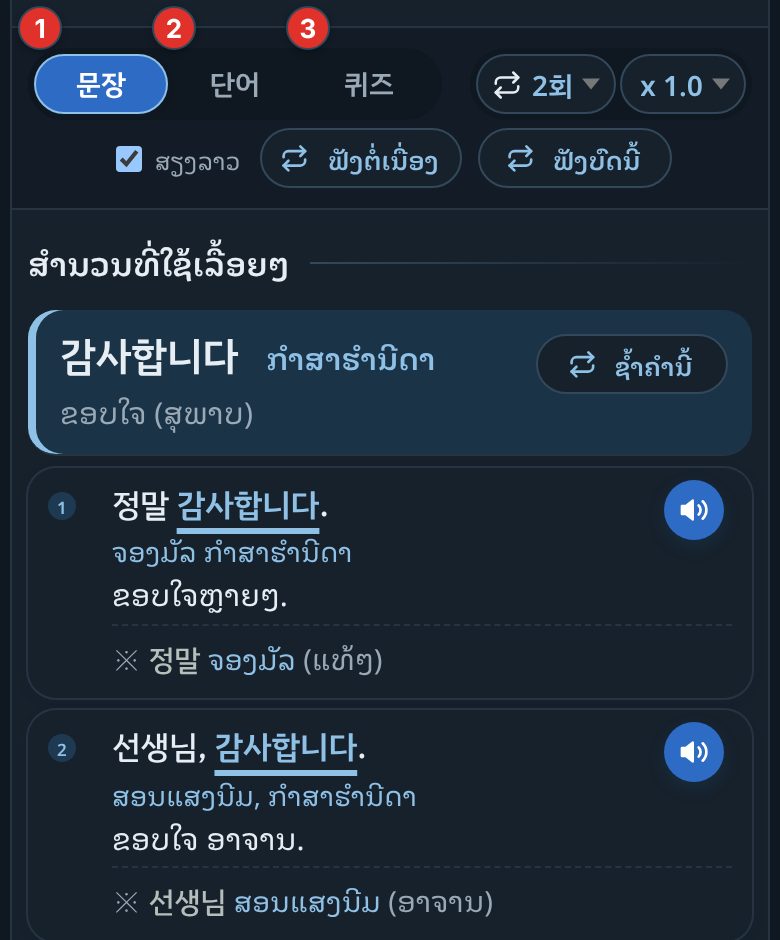 1 2 3
문장 단어 퀴즈 2회 x 1.0
ສຽງລາວ ຟັງຕໍ່ເນື່ອງ ຟັງບົດນີ້
ສຳນວນທີ່ໃຊ້ເລື້ອຍໆ
감사합니다 ກຳສາຮຳນີດາ ຊ້ຳຄຳນີ້
ຂອບໃຈ (ສຸພາບ)
1 정말 감사합니다.
ຈອງມັລ ກຳສາຮຳນີດາ
ຂອບໃຈຫຼາຍໆ.
※ 정말 ຈອງມັລ (ແທ້ໆ)
2 선생님, 감사합니다.
ສອນແສງນີມ, ກຳສາຮຳນີດາ
ຂອບໃຈ ອາຈານ.
※ 선생님 ສອນແສງນີມ (ອາຈານ)